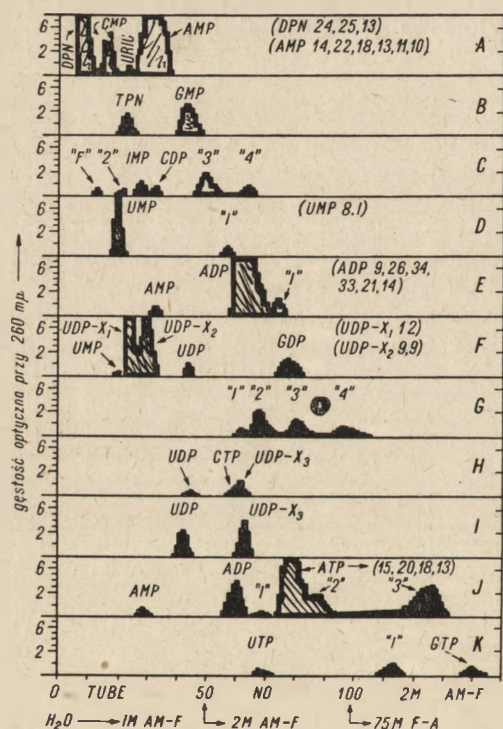 gęstość optyczna przy 260 mμ
6
2
DPN
CMP
URIC
AMP
(DPN 24,25,13)
(AMP 14,22,18,13,11,10)
A
6
2
TPN
GMP
B
6
2
"F" "2" IMP CDP "3" "4"
C
6
2
UMP
"1"
(UMP 8.1)
D
6
2
AMP
ADP
"1"
(ADP 9,26,34,
33,21,14)
E
6
2
UDP-X₁
UDP-X₂
UMP
UDP
GDP
(UDP-X₁ 12
(UDP-X₂ 9,9)
F
6
2
"1" "2" "3" "4"
G
6
2
UDP
CTP
UDP-X₃
H
6
2
UDP
UDP-X₃
I
6
2
AMP
ADP
"1"
ATP → (15,20,18,13)
"2"
"3"
J
6
2
UTP
"1"
GTP
K
0 TUBE 50 NO 100 2M AM-F
H₂O → 1M AM-F → 2M AM-F → 75M F-A